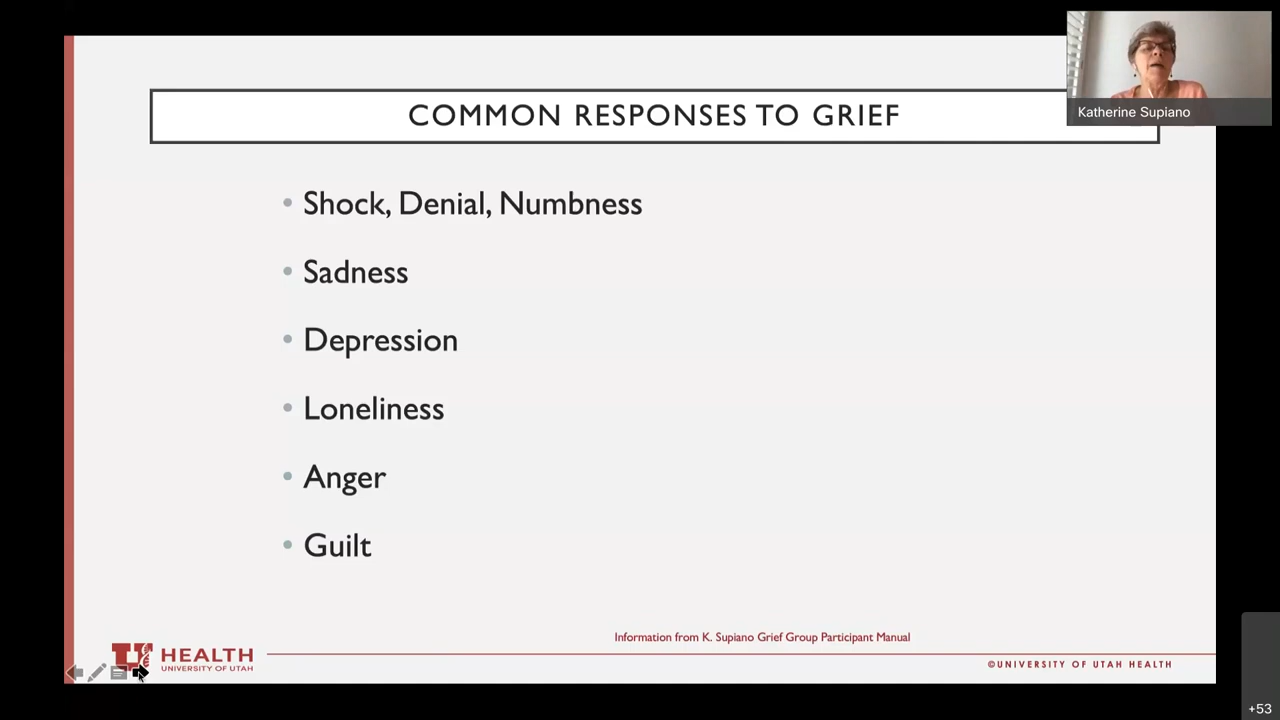 COMMON RESPONSES TO GRIEF
Katherine Supiano
• Shock, Denial, Numbness
• Sadness
• Depression
• Loneliness
• Anger
• Guilt
Information from K. Supiano Grief Group Participant Manual
U HEALTH
UNIVERSITY OF UTAH
©UNIVERSITY OF UTAH HEALTH
+53